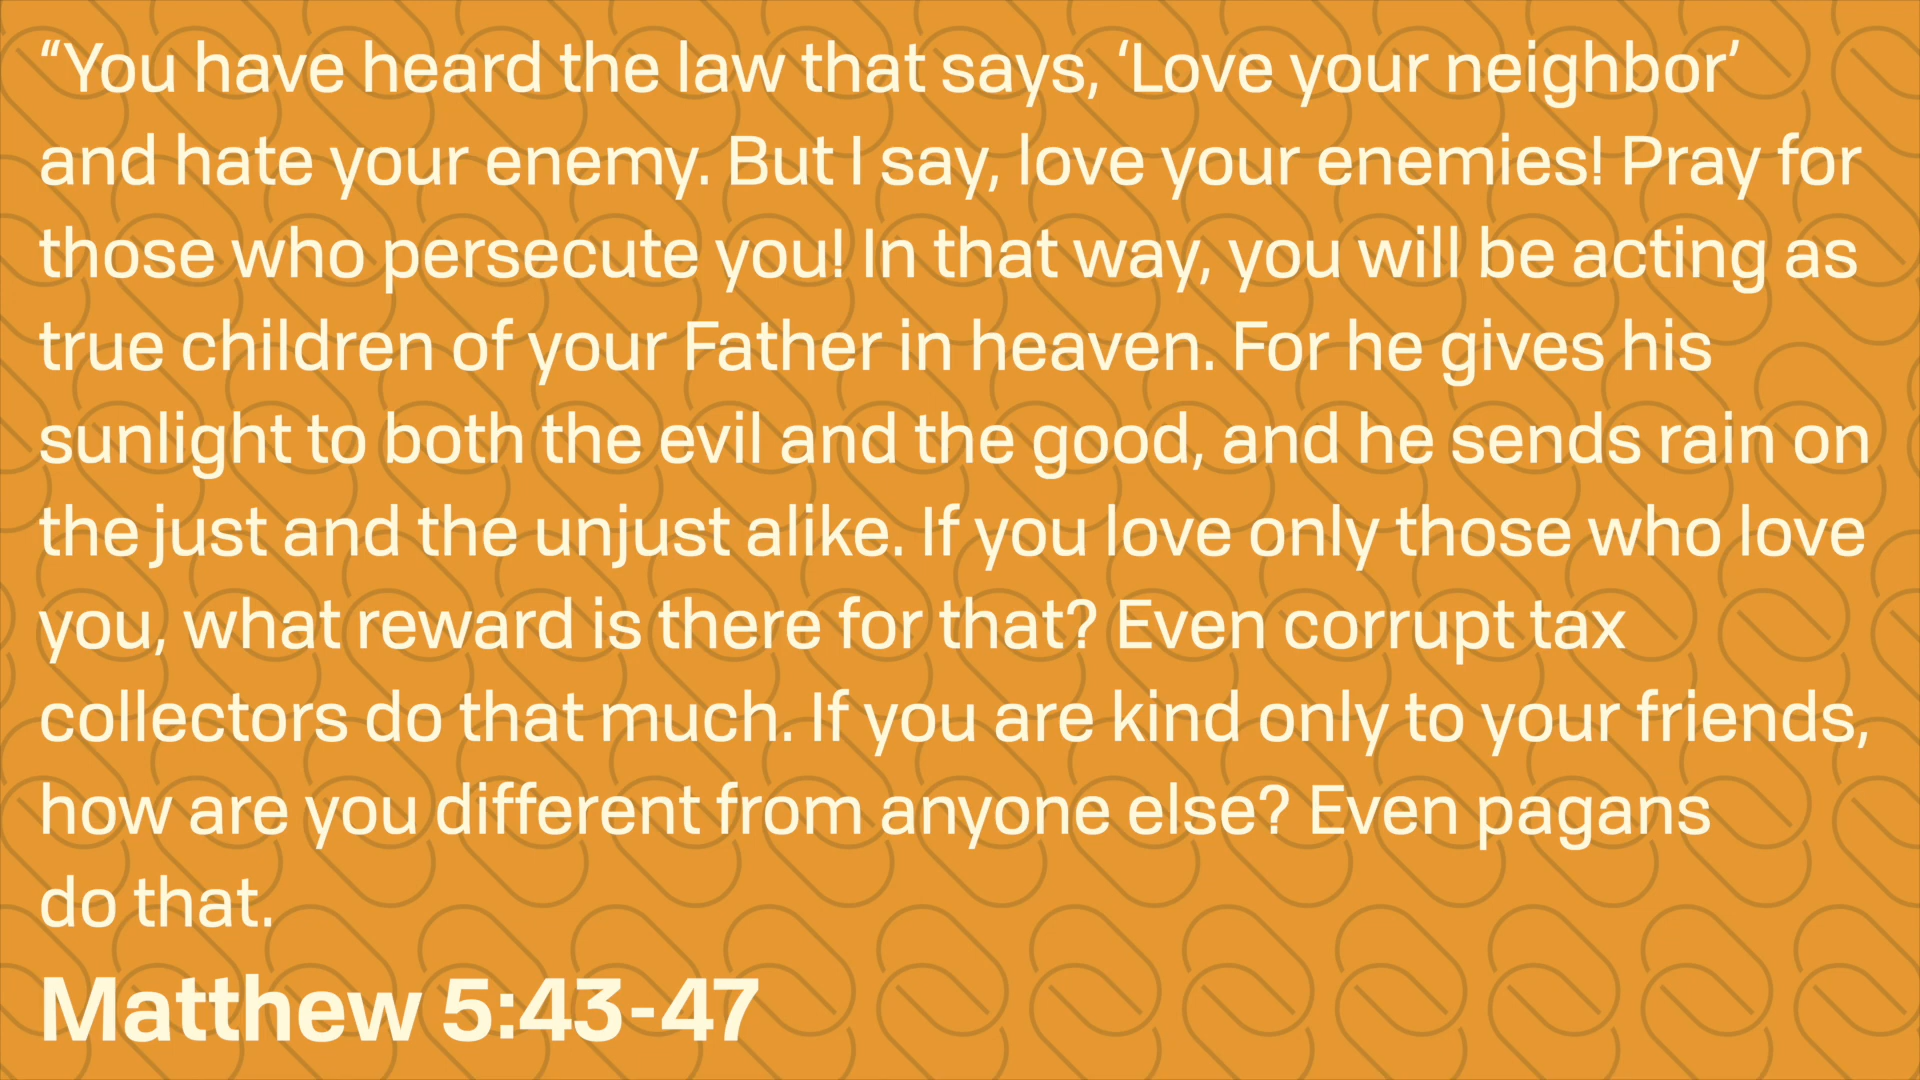 “You have heard the law that says, ‘Love your neighbor’
and hate your enemy. But I say, love your enemies! Pray for
those who persecute you! In that way, you will be acting as
true children of your Father in heaven. For he gives his
sunlight to both the evil and the good, and he sends rain on
the just and the unjust alike. If you love only those who love
you, what reward is there for that? Even corrupt tax
collectors do that much. If you are kind only to your friends,
how are you different from anyone else? Even pagans
do that.
Matthew 5:43-47